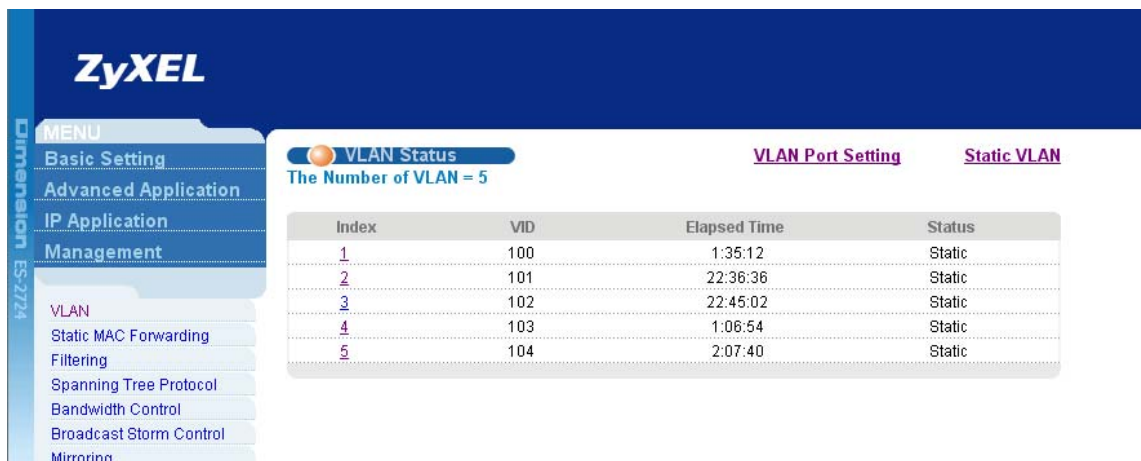 ZyXEL
Dimension ES-2724
MENU
Basic Setting
Advanced Application
IP Application
Management
VLAN
Static MAC Forwarding
Filtering
Spanning Tree Protocol
Bandwidth Control
Broadcast Storm Control
Mirroring
VLAN Status VLAN Port Setting Static VLAN
The Number of VLAN = 5
Index VID Elapsed Time Status
1 100 1:35:12 Static
2 101 22:36:36 Static
3 102 22:45:02 Static
4 103 1:06:54 Static
5 104 2:07:40 Static